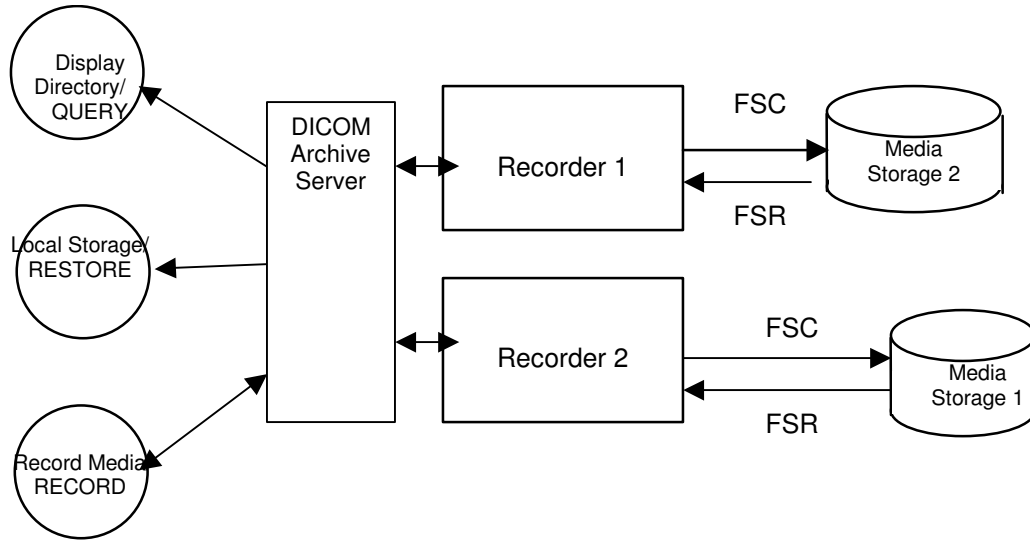 Display
Directory/
QUERY
Local Storage/
RESTORE
Record Media
RECORD
DICOM
Archive
Server
Recorder 1
FSC
FSR
Media
Storage 2
Recorder 2
FSC
FSR
Media
Storage 1